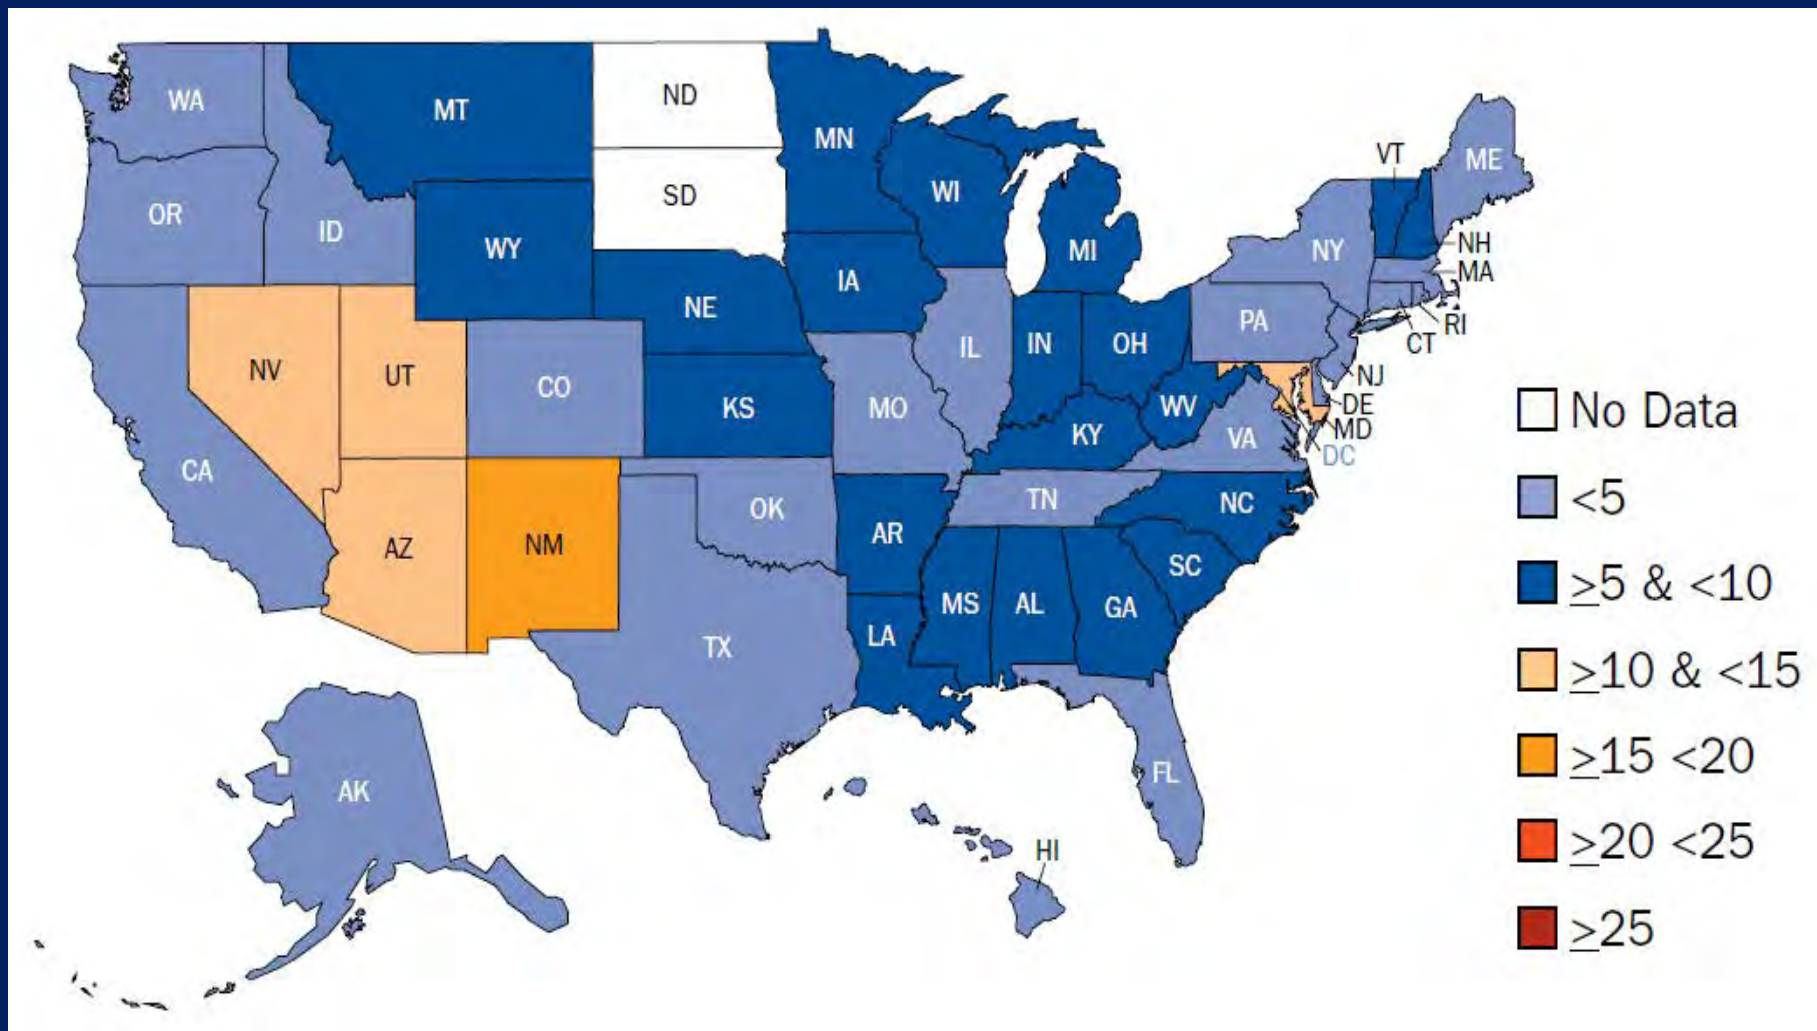 WA
MT
ND
MN
VT
ME
OR
ID
SD
WI
WY
MI
NY
NH
MA
NE
IA
PA
RI
CT
NV
UT
CO
IL
IN
OH
NJ
DE
MD
DC
KS
MO
WV
VA
KY
CA
OK
TN
NC
AZ
NM
AR
SC
MS
AL
GA
TX
LA
AK
FL
HI
No Data
<5
≥5 & <10
≥10 & <15
≥15 <20
≥20 <25
≥25